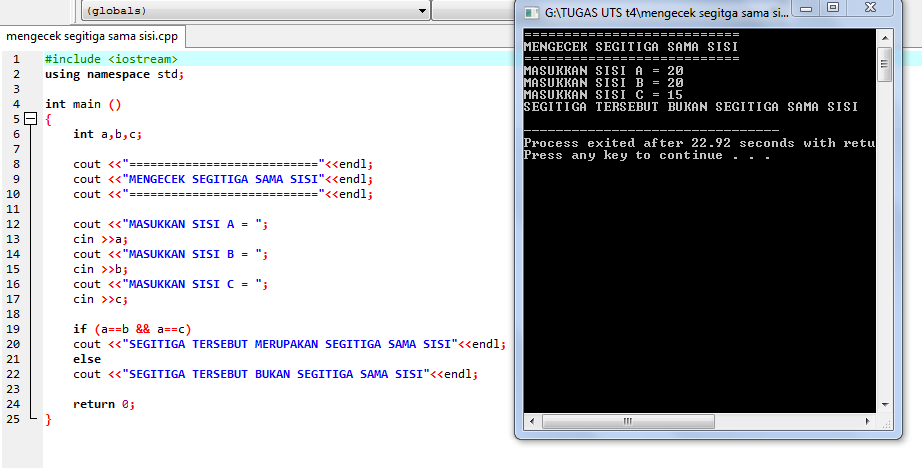 (globals)
mengecek segitiga sama sisi.cpp
1 #include <iostream>
2 using namespace std;
3
4 int main ()
5 {
6 int a,b,c;
7
8 cout <<"==========================="<<endl;
9 cout <<"MENGECEK SEGITIGA SAMA SISI"<<endl;
10 cout <<"==========================="<<endl;
11
12 cout <<"MASUKKAN SISI A = ";
13 cin >>a;
14 cout <<"MASUKKAN SISI B = ";
15 cin >>b;
16 cout <<"MASUKKAN SISI C = ";
17 cin >>c;
18
19 if (a==b && a==c)
20 cout <<"SEGITIGA TERSEBUT MERUPAKAN SEGITIGA SAMA SISI"<<endl;
21 else
22 cout <<"SEGITIGA TERSEBUT BUKAN SEGITIGA SAMA SISI"<<endl;
23
24 return 0;
25 }
G:\TUGAS UTS t4\mengecek segitga sama si...
===========================
MENGECEK SEGITIGA SAMA SISI
===========================
MASUKKAN SISI A = 20
MASUKKAN SISI B = 20
MASUKKAN SISI C = 15
SEGITIGA TERSEBUT BUKAN SEGITIGA SAMA SISI
--------------------------------
Process exited after 22.92 seconds with retu
Press any key to continue . . .